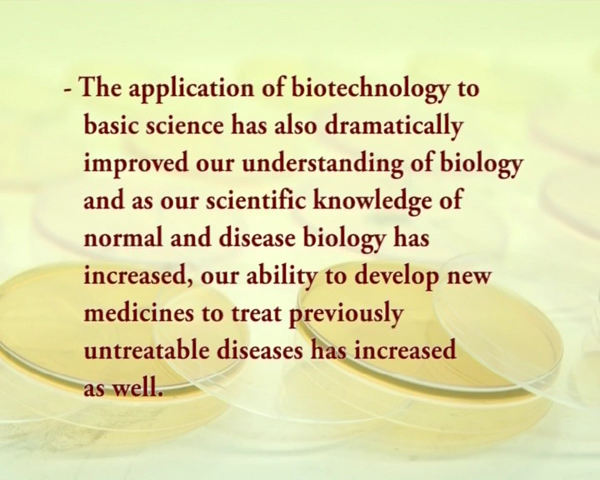 - The application of biotechnology to
basic science has also dramatically
improved our understanding of biology
and as our scientific knowledge of
normal and disease biology has
increased, our ability to develop new
medicines to treat previously
untreatable diseases has increased
as well.